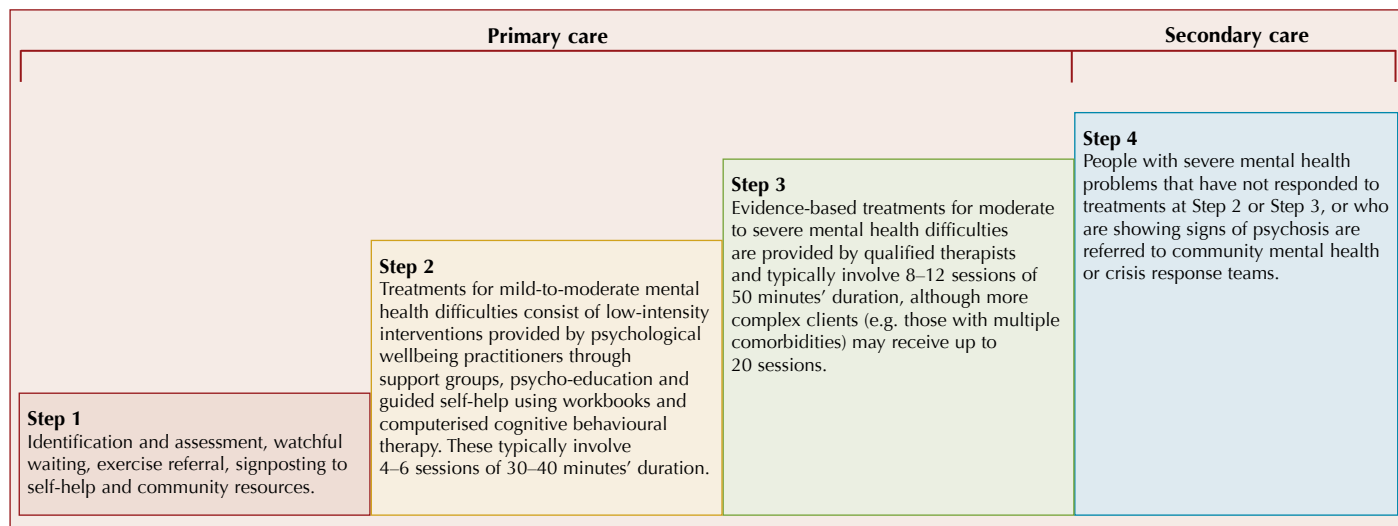 Primary care
Secondary care
Step 1
Identification and assessment, watchful
waiting, exercise referral, signposting to
self-help and community resources.
Step 2
Treatments for mild-to-moderate mental
health difficulties consist of low-intensity
interventions provided by psychological
wellbeing practitioners through
support groups, psycho-education and
guided self-help using workbooks and
computerised cognitive behavioural
therapy. These typically involve
4–6 sessions of 30–40 minutes’ duration.
Step 3
Evidence-based treatments for moderate
to severe mental health difficulties
are provided by qualified therapists
and typically involve 8–12 sessions of
50 minutes’ duration, although more
complex clients (e.g. those with multiple
comorbidities) may receive up to
20 sessions.
Step 4
People with severe mental health
problems that have not responded to
treatments at Step 2 or Step 3, or who
are showing signs of psychosis are
referred to community mental health
or crisis response teams.